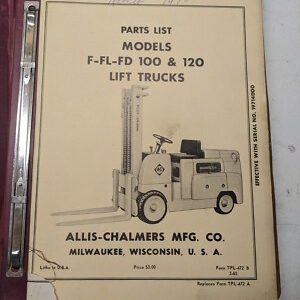 PARTS LIST
MODELS
F-FL-FD 100 & 120
LIFT TRUCKS
EFFECTIVE WITH SERIAL NO. 19716000
ALLIS-CHALMERS MFG. CO.
MILWAUKEE, WISCONSIN, U. S. A.
Litho in U.S.A.
Price $3.00
Form TPL-472 B
Replaces Form TPL-472 A